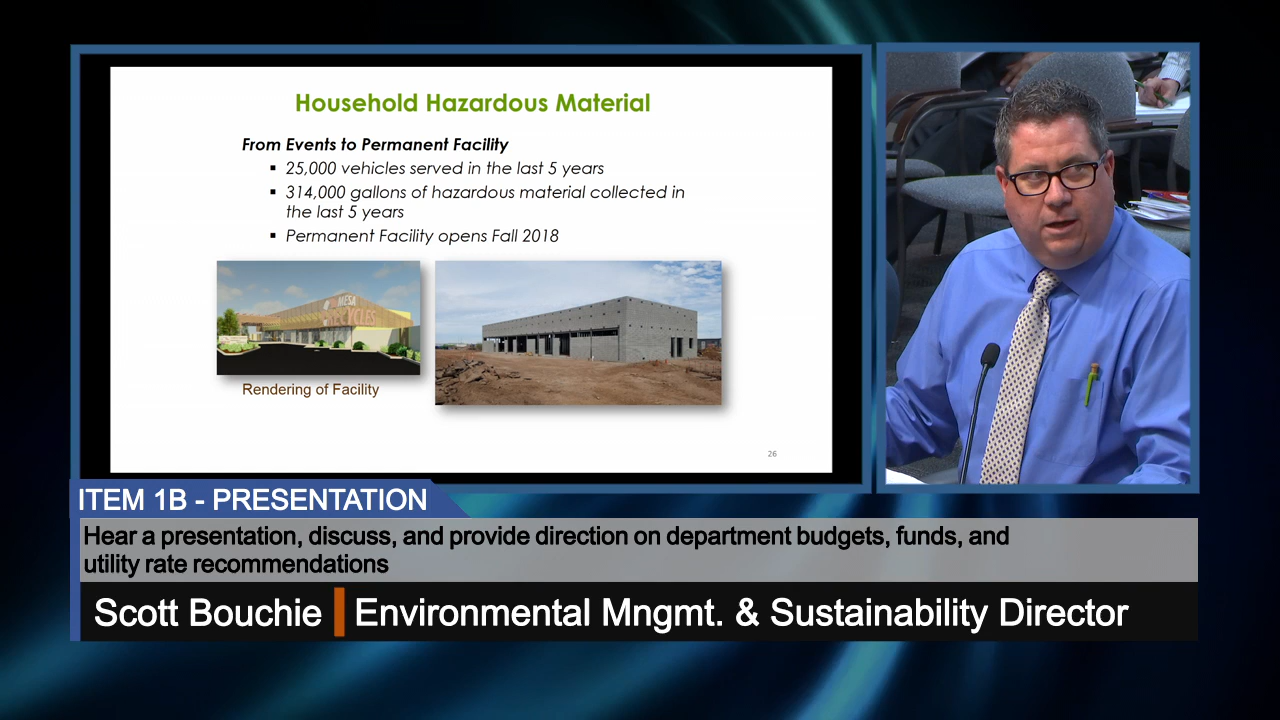 Household Hazardous Material
From Events to Permanent Facility
▪ 25,000 vehicles served in the last 5 years
▪ 314,000 gallons of hazardous material collected in
the last 5 years
▪ Permanent Facility opens Fall 2018
MESA
RECYCLES
Rendering of Facility
26
ITEM 1B - PRESENTATION
Hear a presentation, discuss, and provide direction on department budgets, funds, and
utility rate recommendations
Scott Bouchie Environmental Mngmt. & Sustainability Director